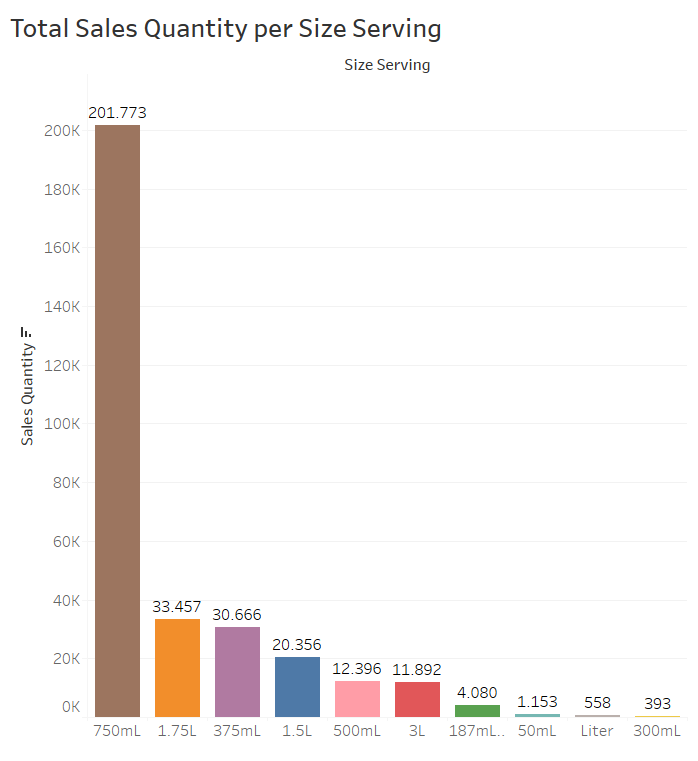 Total Sales Quantity per Size Serving
Size Serving
201.773
200K
180K
160K
140K
120K
100K
80K
60K
40K
20K
0K
Sales Quantity
33.457
30.666
20.356
12.396
11.892
4.080
1.153
558
393
750mL 1.75L 375mL 1.5L 500mL 3L 187mL.. 50mL Liter 300mL